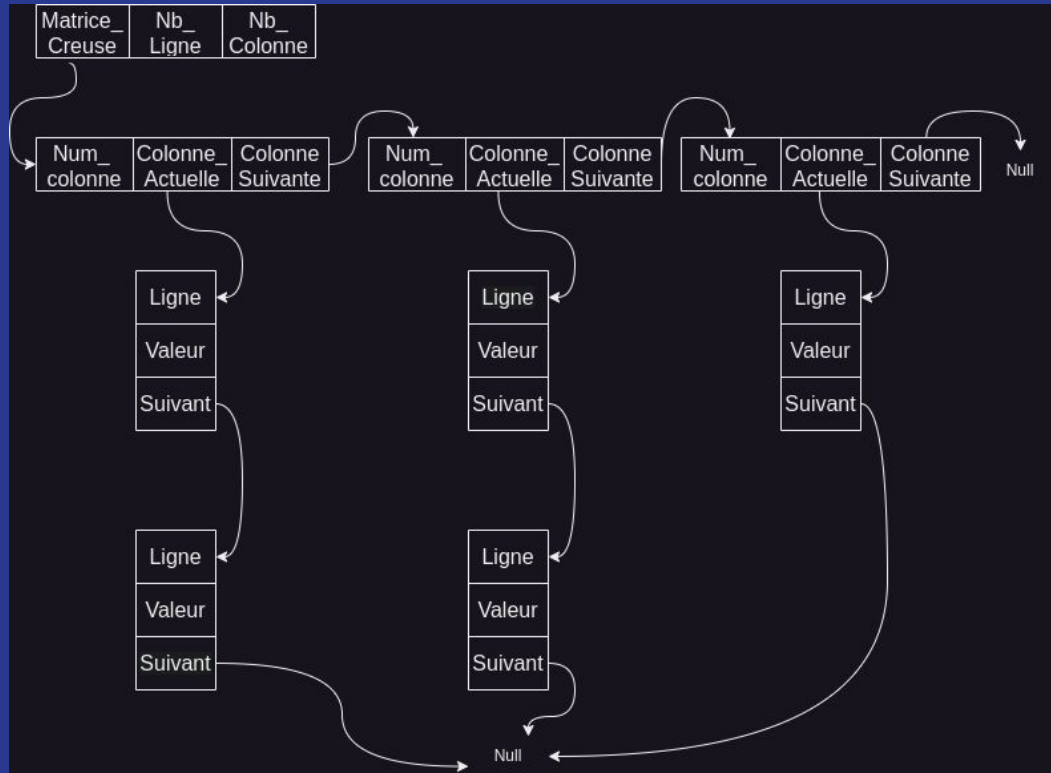 Matrice_
Creuse
Nb_
Ligne
Nb_
Colonne
Num_
colonne
Colonne_
Actuelle
Colonne
Suivante
Num_
colonne
Colonne_
Actuelle
Colonne
Suivante
Num_
colonne
Colonne_
Actuelle
Colonne
Suivante
Null
Ligne
Valeur
Suivant
Ligne
Valeur
Suivant
Ligne
Valeur
Suivant
Ligne
Valeur
Suivant
Ligne
Valeur
Suivant
Null